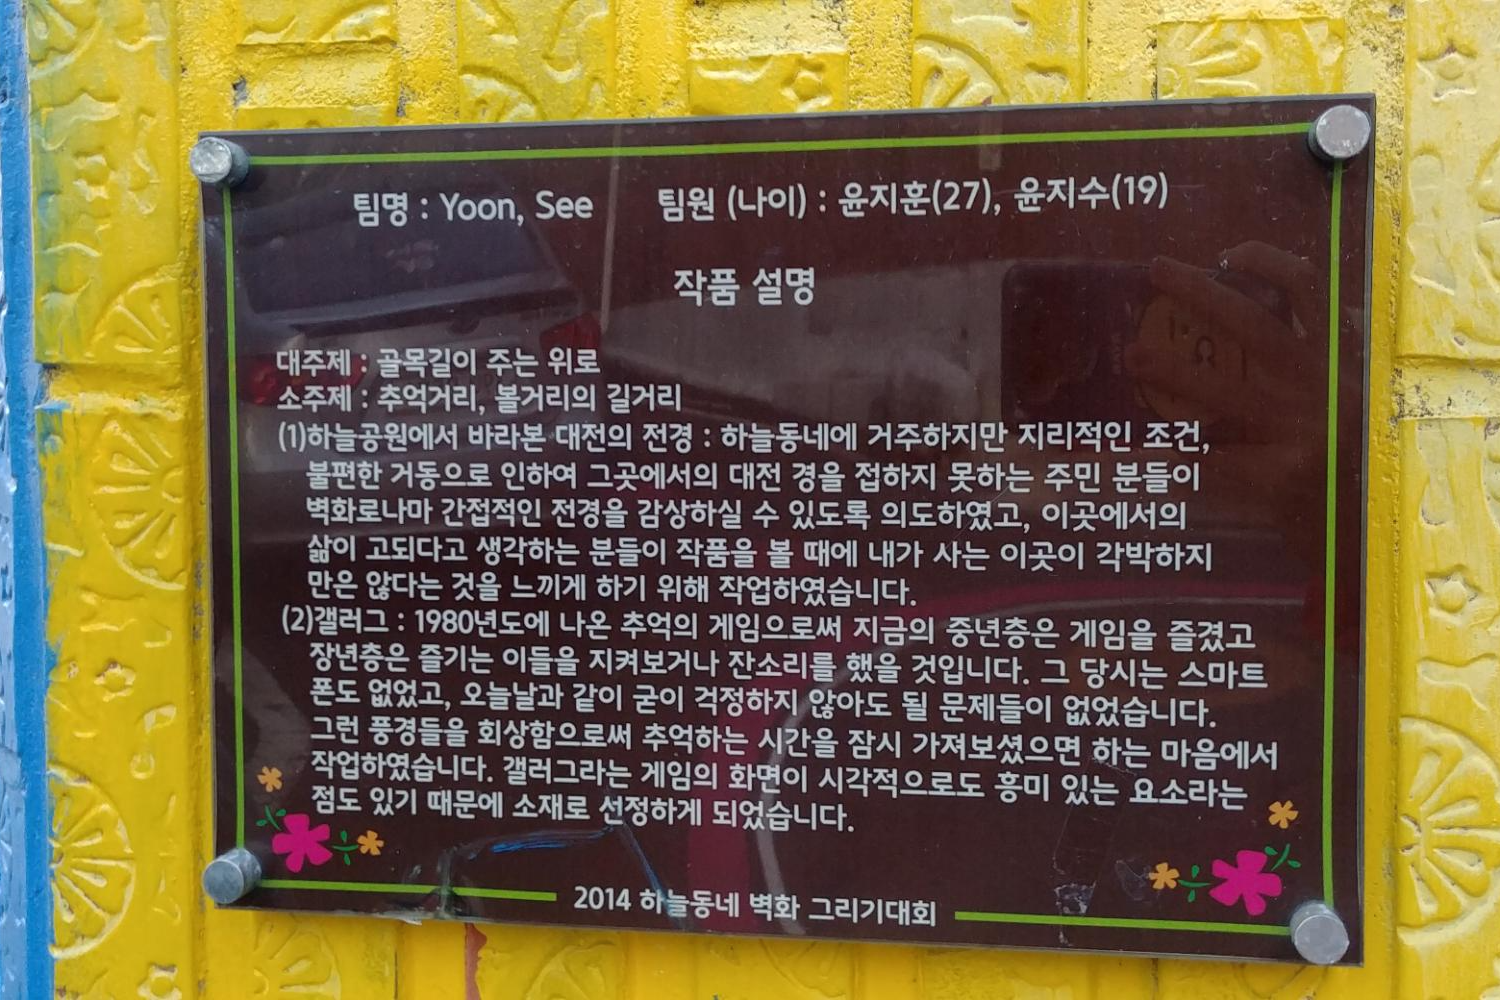 팀명 : Yoon, See 팀원 (나이) : 윤지훈(27), 윤지수(19)
작품 설명
대주제 : 골목길이 주는 위로
소주제 : 추억거리, 볼거리의 길거리
(1)하늘공원에서 바라본 대전의 전경 : 하늘동네에 거주하지만 지리적인 조건,
불편한 거동으로 인하여 그곳에서의 대전 경을 접하지 못하는 주민 분들이
벽화로나마 간접적인 전경을 감상하실 수 있도록 의도하였고, 이곳에서의
삶이 고되다고 생각하는 분들이 작품을 볼 때에 내가 사는 이곳이 각박하지
만은 않다는 것을 느끼게 하기 위해 작업하였습니다.
(2)갤러그 : 1980년도에 나온 추억의 게임으로써 지금의 중년층은 게임을 즐겼고
장년층은 즐기는 이들을 지켜보거나 잔소리를 했을 것입니다. 그 당시는 스마트
폰도 없었고, 오늘날과 같이 굳이 걱정하지 않아도 될 문제들이 없었습니다.
그런 풍경들을 회상함으로써 추억하는 시간을 잠시 가져보셨으면 하는 마음에서
작업하였습니다. 갤러그라는 게임의 화면이 시각적으로도 흥미 있는 요소라는
점도 있기 때문에 소재로 선정하게 되었습니다.
2014 하늘동네 벽화 그리기대회